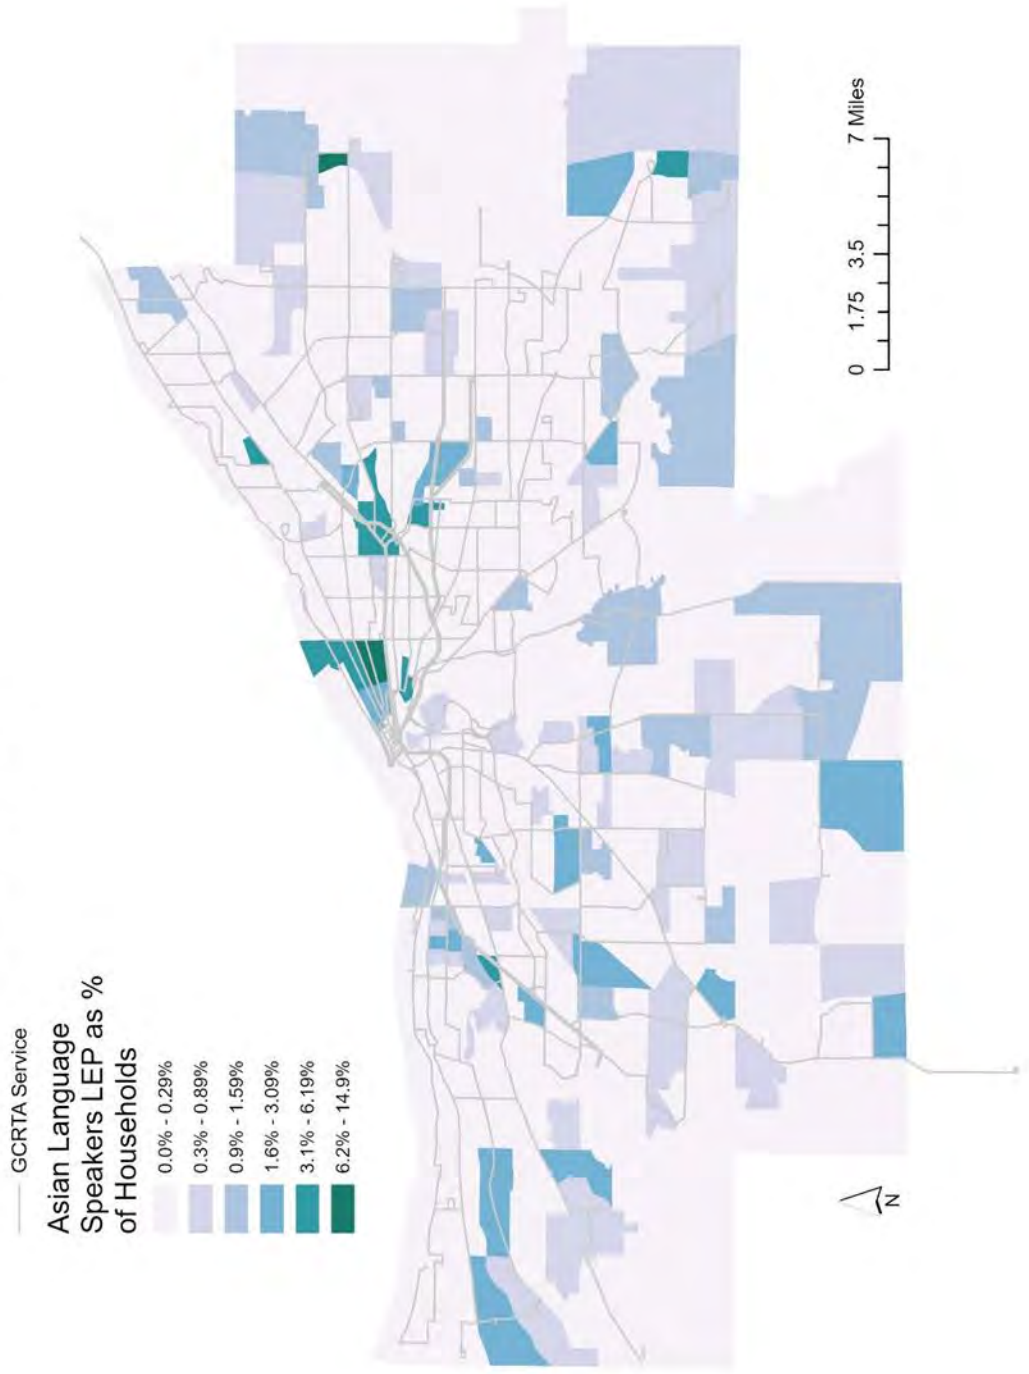 GCRTA Service
Asian Language
Speakers LEP as %
of Households
0.0% - 0.29%
0.3% - 0.89%
0.9% - 1.59%
1.6% - 3.09%
3.1% - 6.19%
6.2% - 14.9%
N
0 1.75 3.5 7 Miles